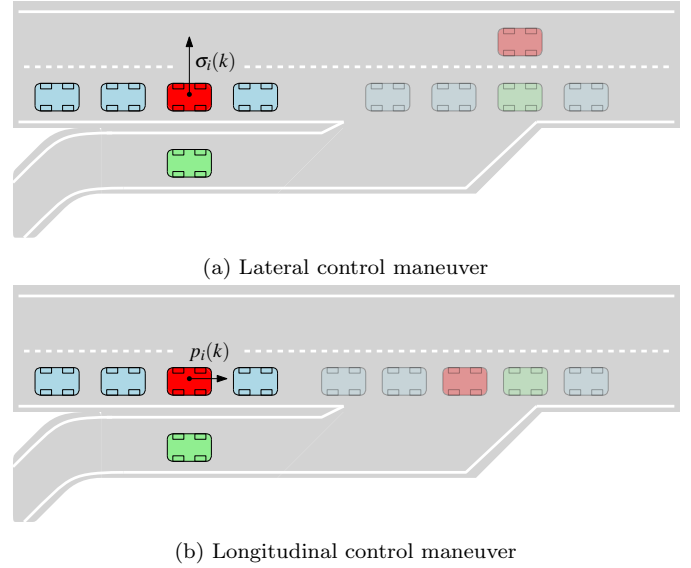 σᵢ(k)
(a) Lateral control maneuver
pᵢ(k)
(b) Longitudinal control maneuver